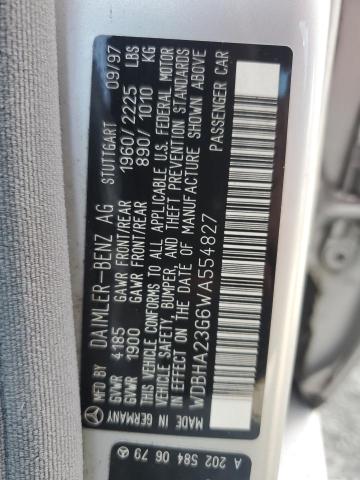 MFD. BY DAIMLER-BENZ AG STUTTGART 09/97
GVWR 4185 GAWR FRONT/REAR 1960/2225 LBS
GVWR 1900 GAWR FRONT/REAR 890/1010 KG
THIS VEHICLE CONFORMS TO ALL APPLICABLE U.S. FEDERAL MOTOR
VEHICLE SAFETY, BUMPER, AND THEFT PREVENTION STANDARDS
IN EFFECT ON THE DATE OF MANUFACTURE SHOWN ABOVE
WDBHA23G6WA554827 PASSENGER CAR
MADE IN GERMANY
A 202 584 06 79